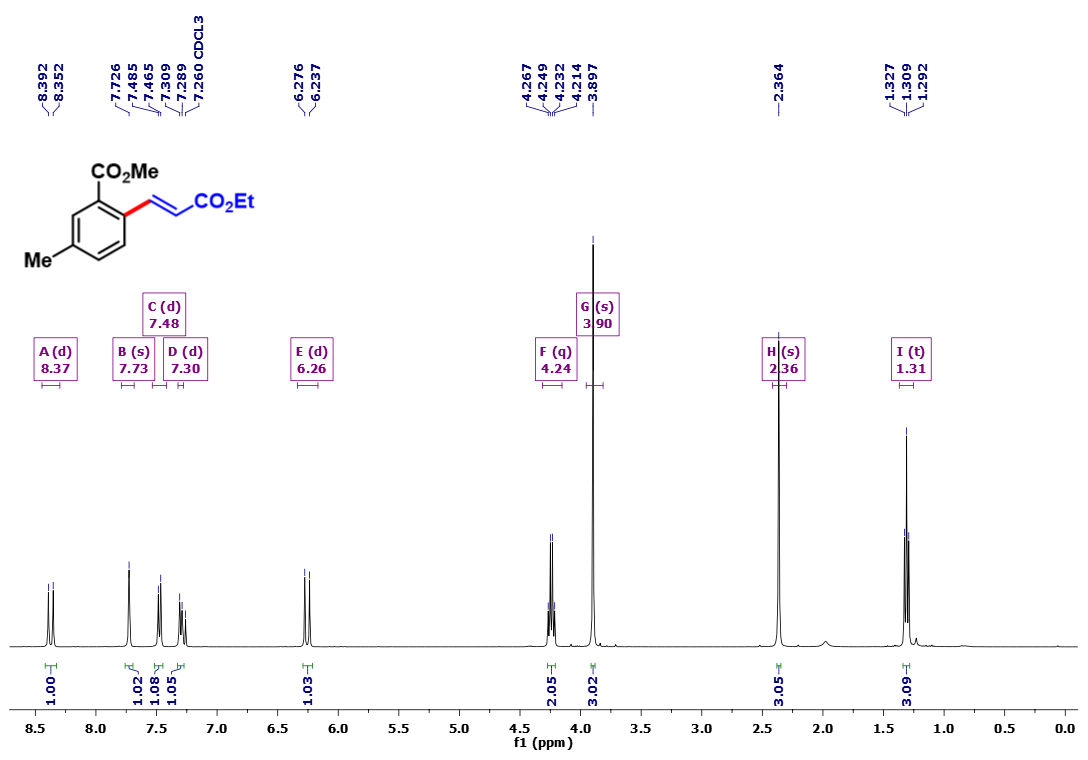 8.392
8.352
7.726
7.485
7.465
7.309
7.289
7.260 CDCL3
6.276
6.237
4.267
4.249
4.232
4.214
3.897
2.364
1.327
1.309
1.292
CO2Me
CO2Et
Me
C (d)
7.48
G (s)
3.90
A (d)
8.37
B (s)
7.73
D (d)
7.30
E (d)
6.26
F (q)
4.24
H (s)
2.36
I (t)
1.31
1.00
1.02
1.08
1.05
1.03
2.05
3.02
3.05
3.09
8.5 8.0 7.5 7.0 6.5 6.0 5.5 5.0 4.5 4.0 3.5 3.0 2.5 2.0 1.5 1.0 0.5 0.0
f1 (ppm)